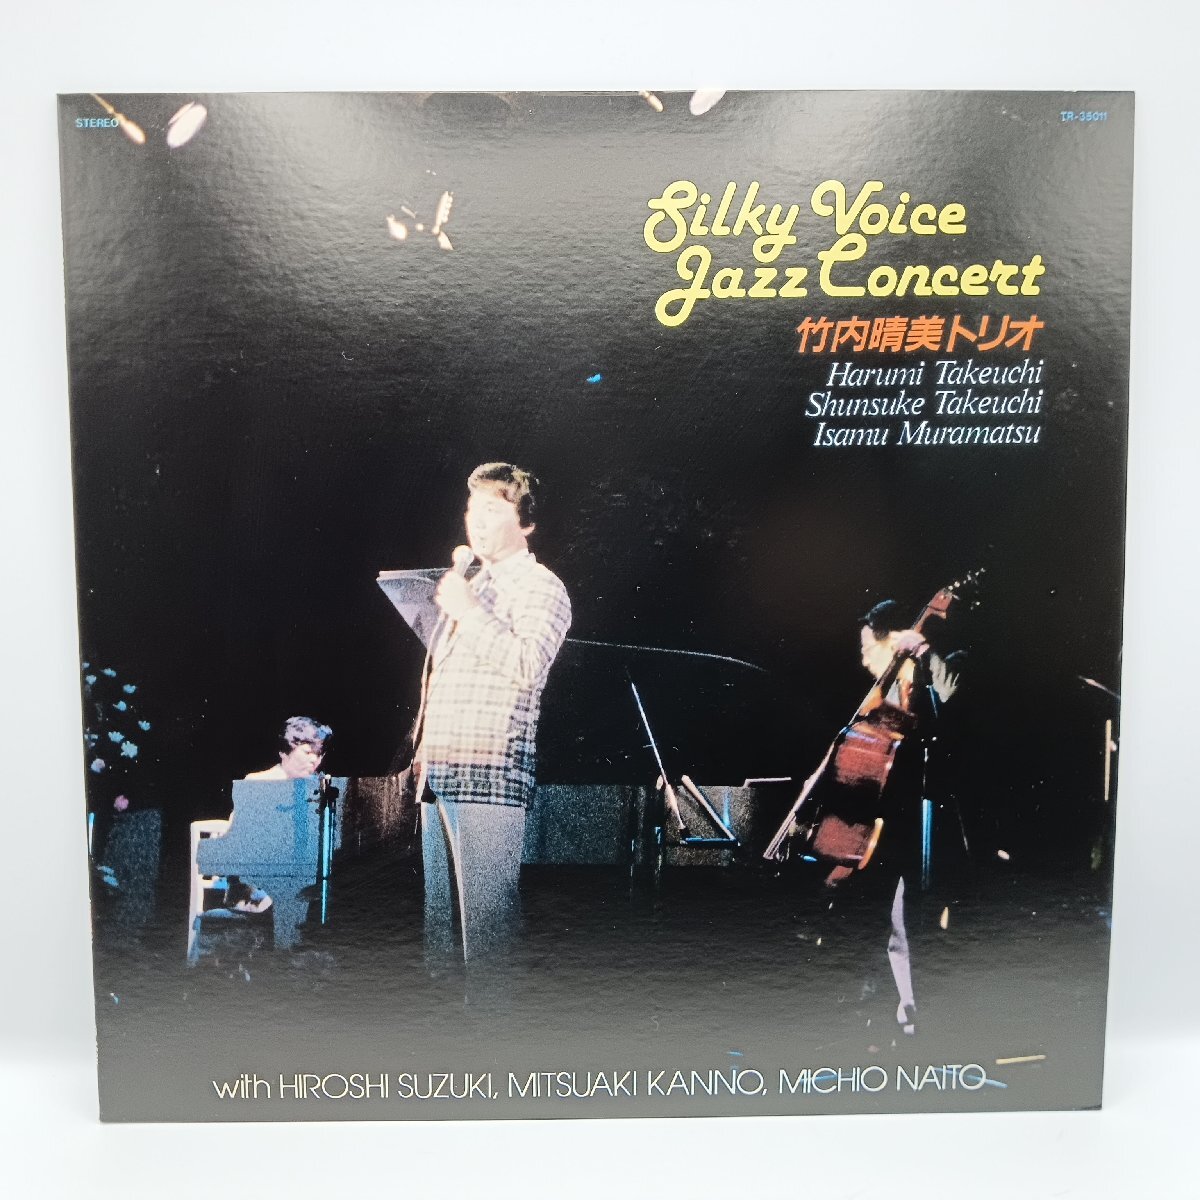 STEREO
TR-35011
Silky Voice
Jazz Concert
竹内晴美トリオ
Harumi Takeuchi
Shunsuke Takeuchi
Isamu Muramatsu
with HIROSHI SUZUKI, MITSUAKI KANNO, MICHIO NAITO